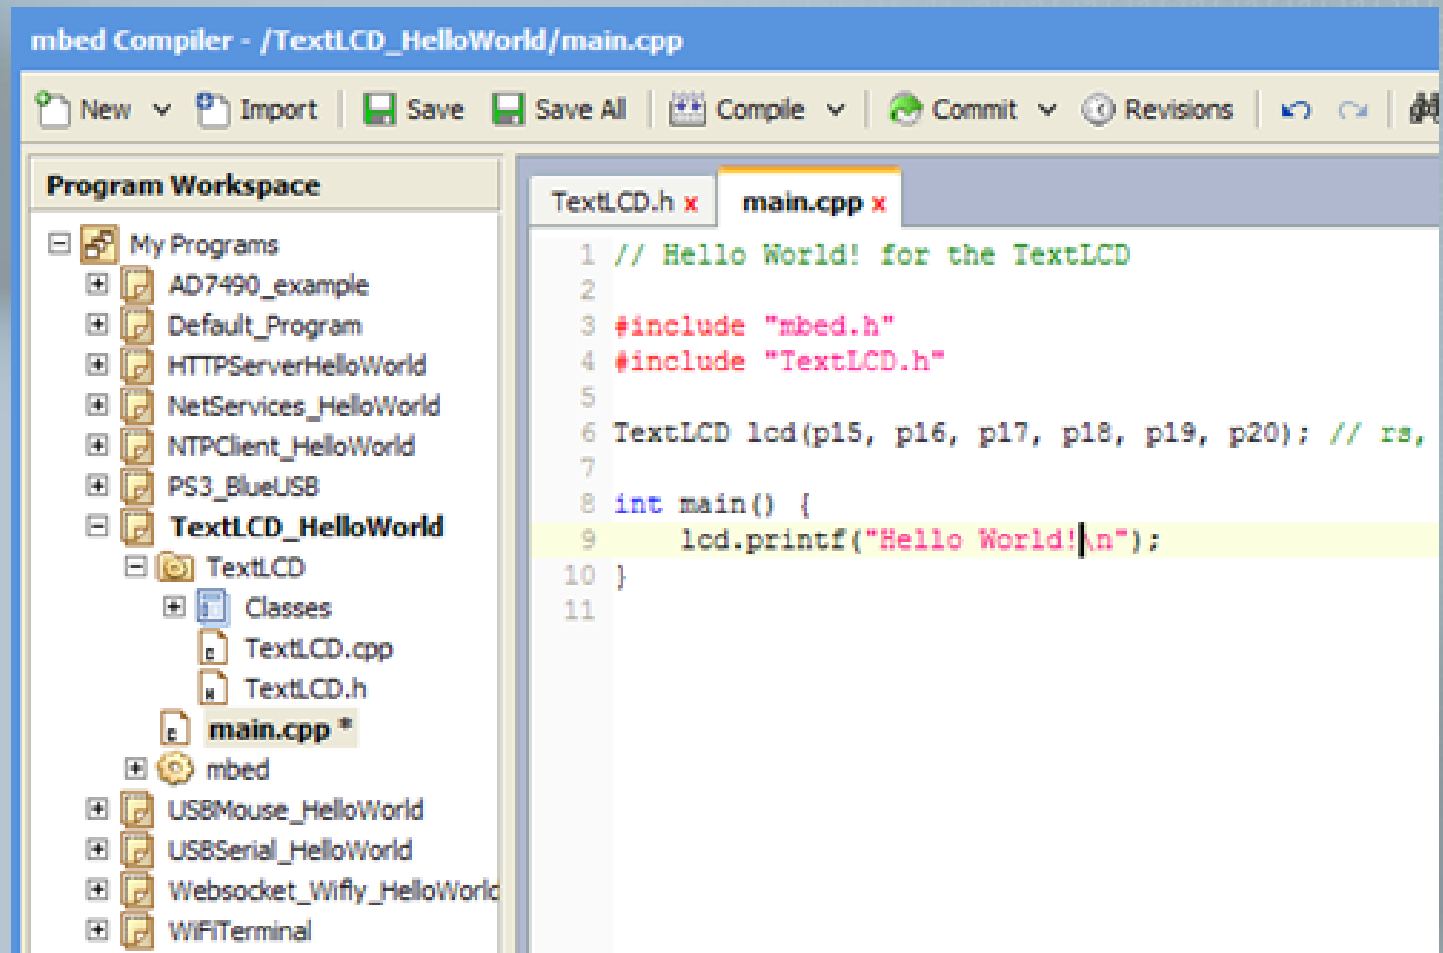 mbed Compiler - /TextLCD_HelloWorld/main.cpp
New Import Save Save All Compile Commit Revisions
Program Workspace
My Programs
AD7490_example
Default_Program
HTTPServerHelloWorld
NetServices_HelloWorld
NTPClient_HelloWorld
PS3_BlueUSB
TextLCD_HelloWorld
TextLCD
Classes
TextLCD.cpp
TextLCD.h
main.cpp *
mbed
USBMouse_HelloWorld
USBSerial_HelloWorld
Websocket_Wifly_HelloWorld
WiFiTerminal
TextLCD.h x main.cpp x
1 // Hello World! for the TextLCD
2
3 #include "mbed.h"
4 #include "TextLCD.h"
5
6 TextLCD lcd(p15, p16, p17, p18, p19, p20); // rs,
7
8 int main() {
9 lcd.printf("Hello World!\n");
10 }
11